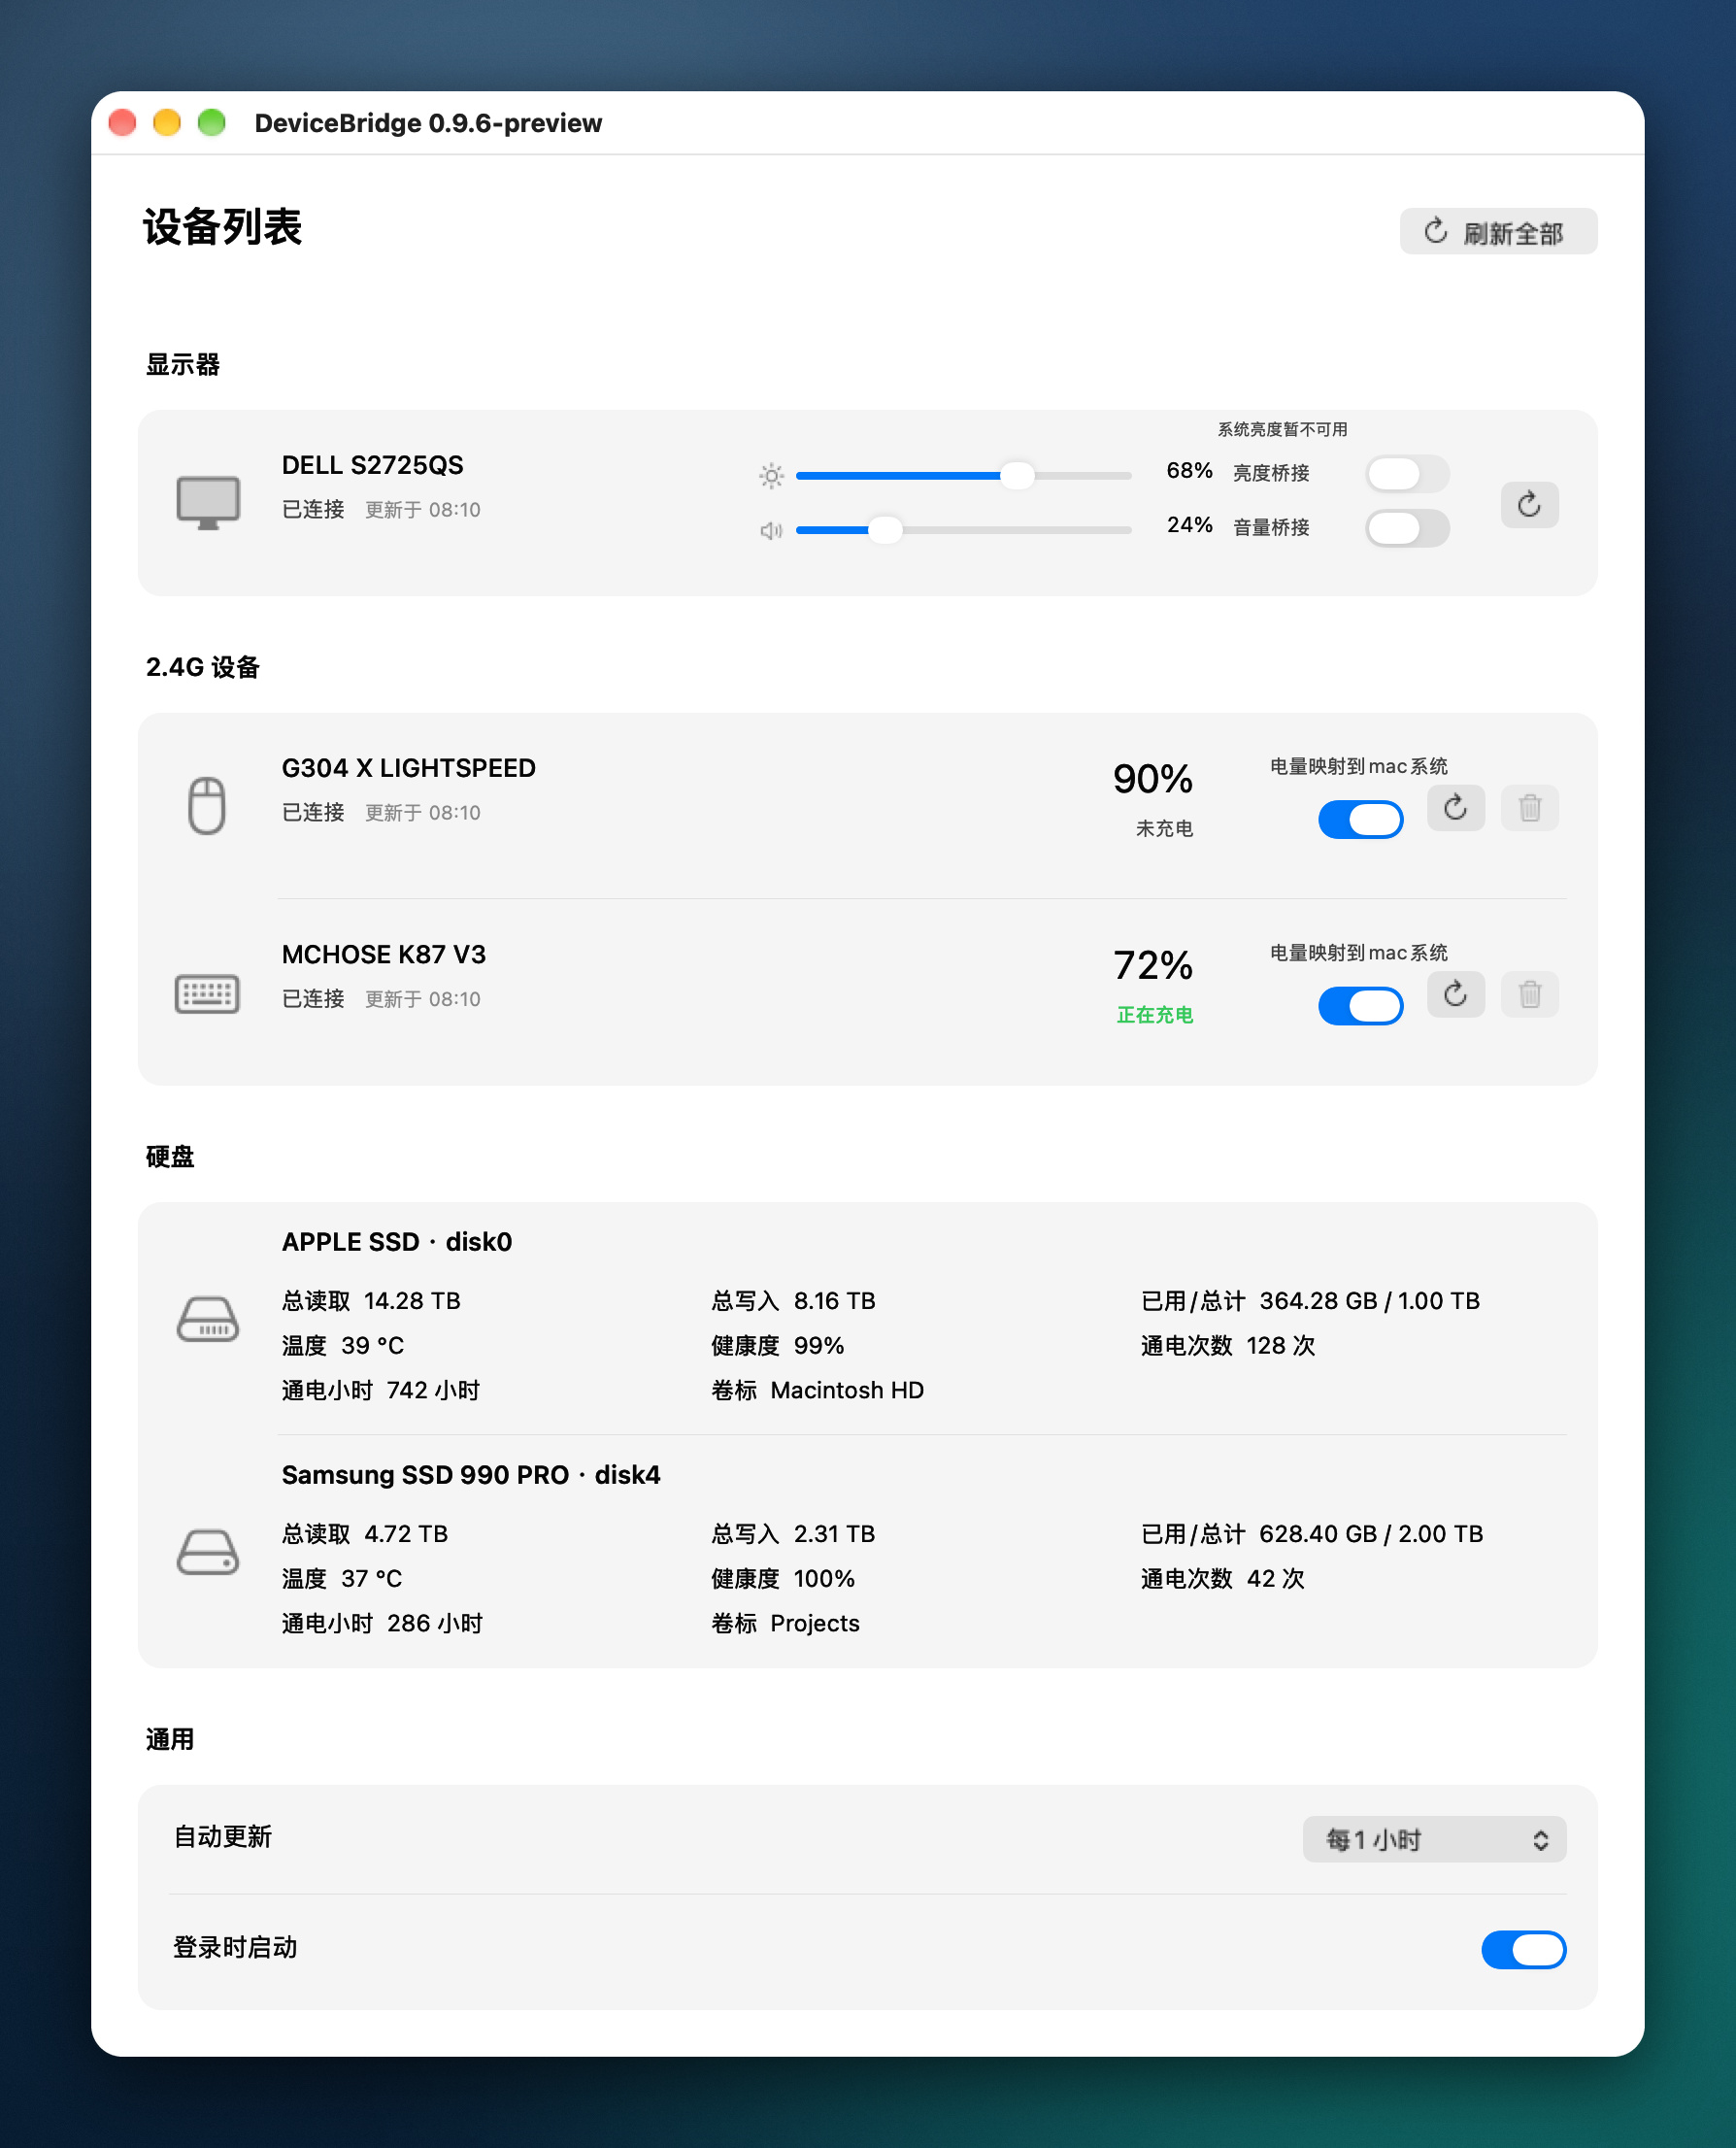 DeviceBridge 0.9.6-preview
设备列表
刷新全部
显示器
系统亮度暂不可用
DELL S2725QS
68% 亮度桥接
已连接 更新于 08:10
24% 音量桥接
2.4G 设备
G304 X LIGHTSPEED
90%
电量映射到mac系统
已连接 更新于 08:10
未充电
MCHOSE K87 V3
72%
电量映射到mac系统
已连接 更新于 08:10
正在充电
硬盘
APPLE SSD · disk0
总读取 14.28 TB 总写入 8.16 TB 已用/总计 364.28 GB / 1.00 TB
温度 39 °C 健康度 99% 通电次数 128 次
通电小时 742 小时 卷标 Macintosh HD
Samsung SSD 990 PRO · disk4
总读取 4.72 TB 总写入 2.31 TB 已用/总计 628.40 GB / 2.00 TB
温度 37 °C 健康度 100% 通电次数 42 次
通电小时 286 小时 卷标 Projects
通用
自动更新 每1小时
登录时启动